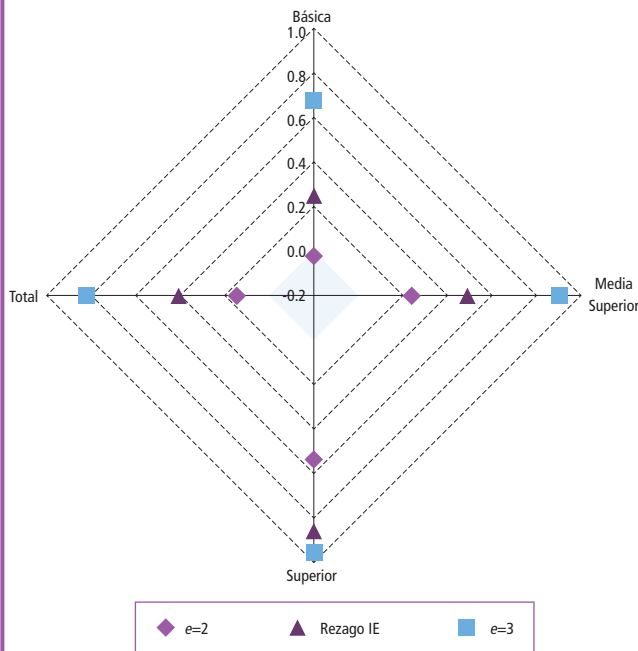 Básica
1.0
0.8
0.6
0.4
0.2
0.0
Total
-0.2
Media
Superior
Superior
e=2
Rezago IE
e=3